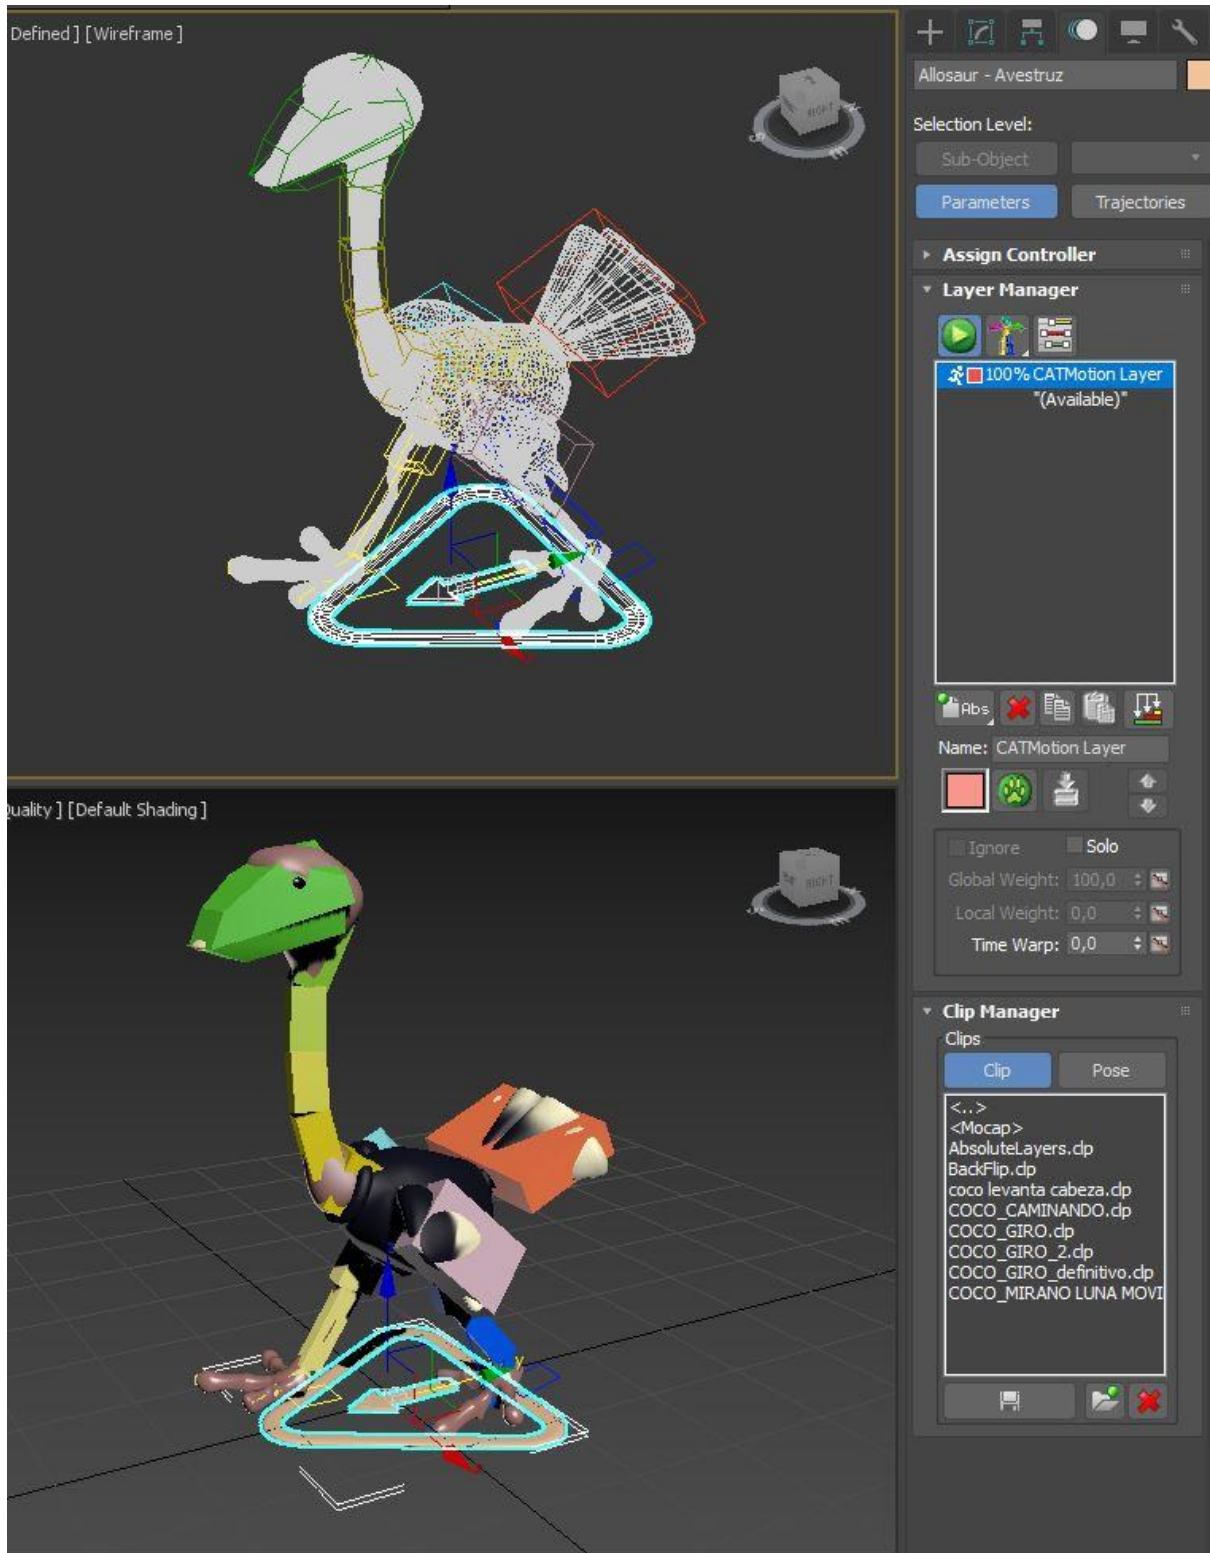 Defined ] [ Wireframe ]
RIGHT
Allosaur - Avestruz
Selection Level:
Sub-Object
Parameters
Trajectories
Assign Controller
Layer Manager
100% CATMotion Layer
"(Available)"
Abs
Name: CATMotion Layer
Quality ] [ Default Shading ]
RIGHT
Ignore
Solo
Global Weight: 100,0
Local Weight: 0,0
Time Warp: 0,0
Clip Manager
Clips
Clip
Pose
<..>
<Mocap>
AbsoluteLayers.clp
BackFlip.clp
coco levanta cabeza.clp
COCO_CAMINANDO.clp
COCO_GIRO.clp
COCO_GIRO_2.clp
COCO_GIRO_definitivo.clp
COCO_MIRANO LUNA MOVI